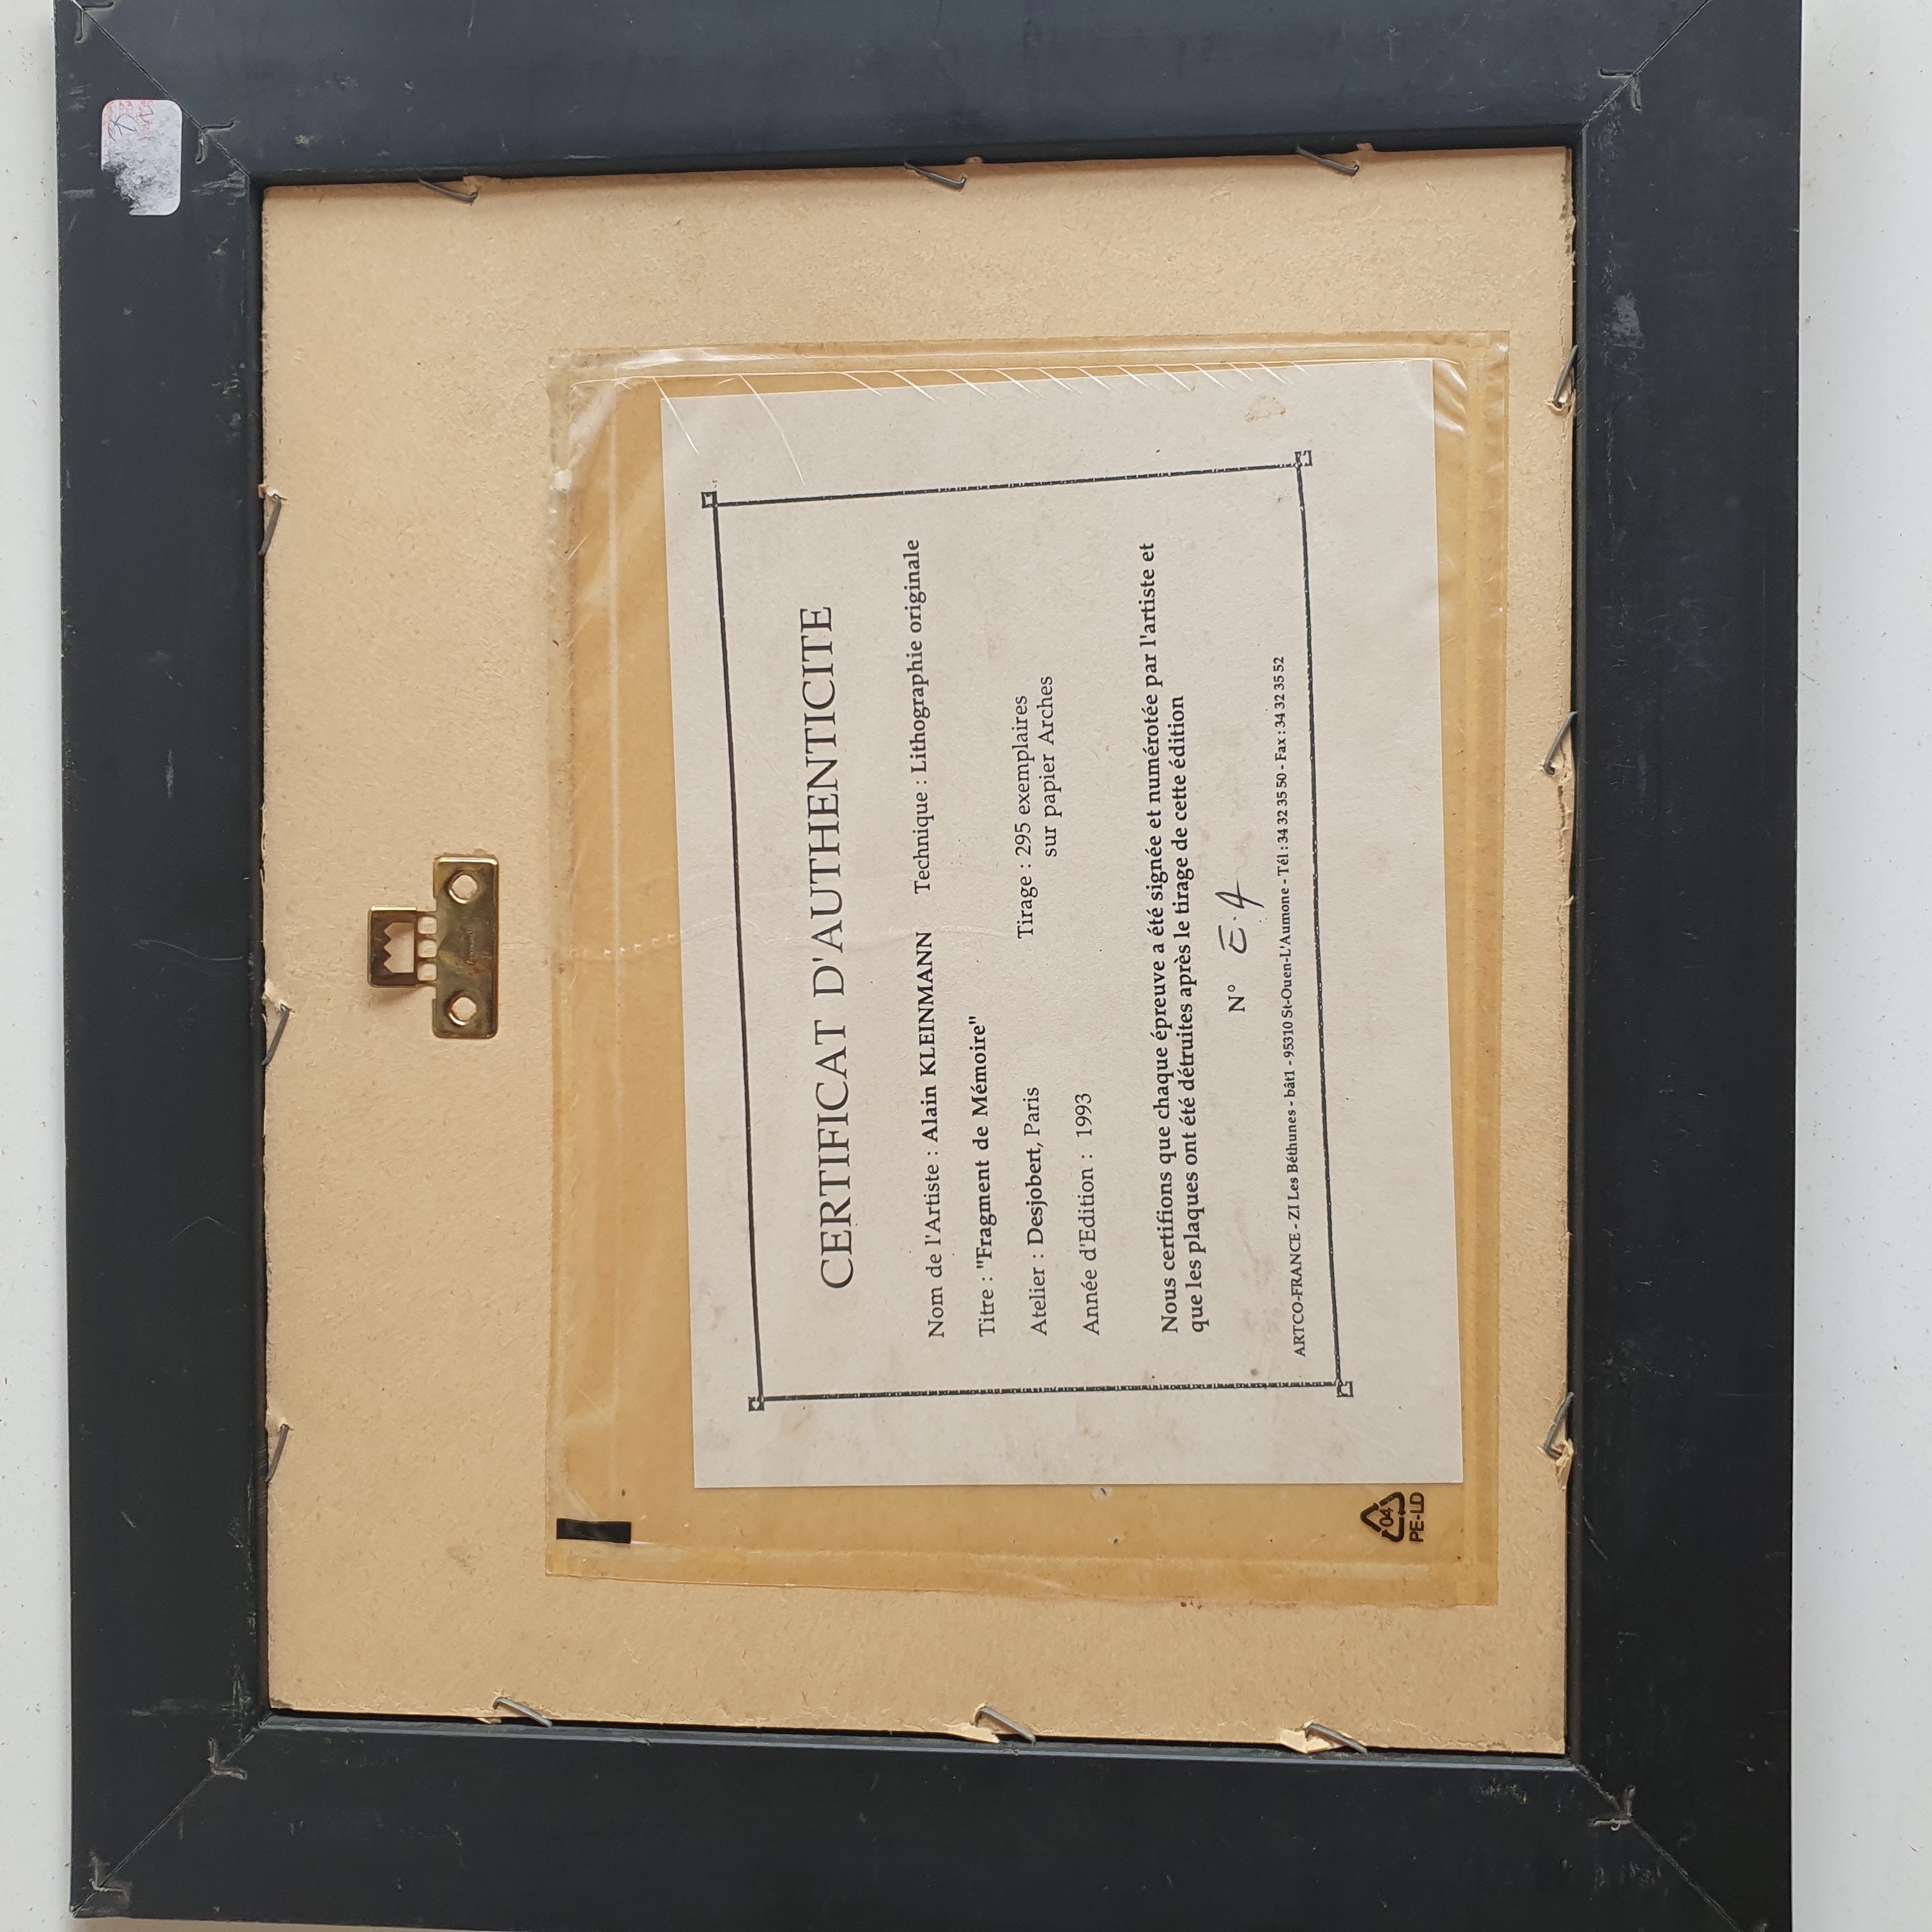 CERTIFICAT D'AUTHENTICITE
Nom de l'Artiste : Alain KLEINMANN Technique : Lithographie originale
Titre : "Fragment de Mémoire"
Atelier : Desjobert, Paris Tirage : 295 exemplaires
sur papier Arches
Année d'Edition : 1993
Nous certifions que chaque épreuve a été signée et numérotée par l'artiste et
que les plaques ont été détruites après le tirage de cette édition
N° E.A
ARTCO-FRANCE - ZI Les Béthunes - bât1 - 95310 St-Ouen-L'Aumone - Tél : 34 32 35 50 - Fax : 34 32 35 52
04
PE-LD